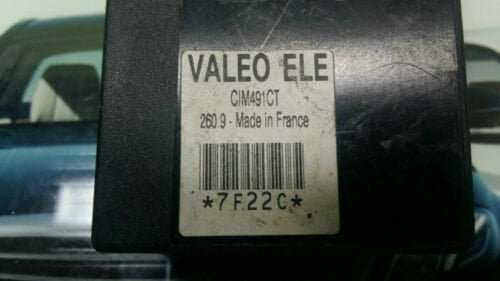 VALEO ELE
CIM491CT
260.9 - Made in France
*7F22C*